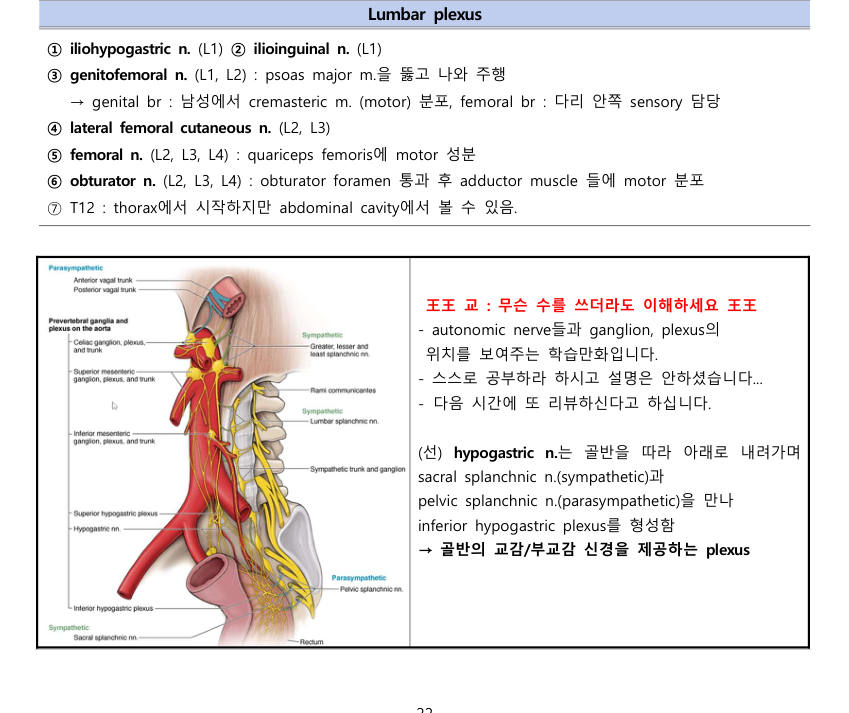 Lumbar plexus
① iliohypogastric n. (L1) ② ilioinguinal n. (L1)
③ genitofemoral n. (L1, L2) : psoas major m.을 뚫고 나와 주행
→ genital br : 남성에서 cremasteric m. (motor) 분포, femoral br : 다리 안쪽 sensory 담당
④ lateral femoral cutaneous n. (L2, L3)
⑤ femoral n. (L2, L3, L4) : quariceps femoris에 motor 성분
⑥ obturator n. (L2, L3, L4) : obturator foramen 통과 후 adductor muscle 들에 motor 분포
⑦ T12 : thorax에서 시작하지만 abdominal cavity에서 볼 수 있음.
Parasympathetic
Anterior vagal trunk
Posterior vagal trunk
Prevertebral ganglia and
plexus on the aorta
Celiac ganglion, plexus,
and trunk
Superior mesenteric
ganglion, plexus, and trunk
Inferior mesenteric
ganglion, plexus, and trunk
Superior hypogastric plexus
Hypogastric nn.
Inferior hypogastric plexus
Sympathetic
Sacral splanchnic nn.
Sympathetic
Greater, lesser and
least splanchnic nn.
Rami communicantes
Sympathetic
Lumbar splanchnic nn.
Sympathetic trunk and ganglion
Parasympathetic
Pelvic splanchnic nn.
Rectum
王王 교 : 무슨 수를 쓰더라도 이해하세요 王王
- autonomic nerve들과 ganglion, plexus의
위치를 보여주는 학습만화입니다.
- 스스로 공부하라 하시고 설명은 안하셨습니다...
- 다음 시간에 또 리뷰하신다고 하십니다.
(선) hypogastric n.는 골반을 따라 아래로 내려가며
sacral splanchnic n.(sympathetic)과
pelvic splanchnic n.(parasympathetic)을 만나
inferior hypogastric plexus를 형성함
→ 골반의 교감/부교감 신경을 제공하는 plexus